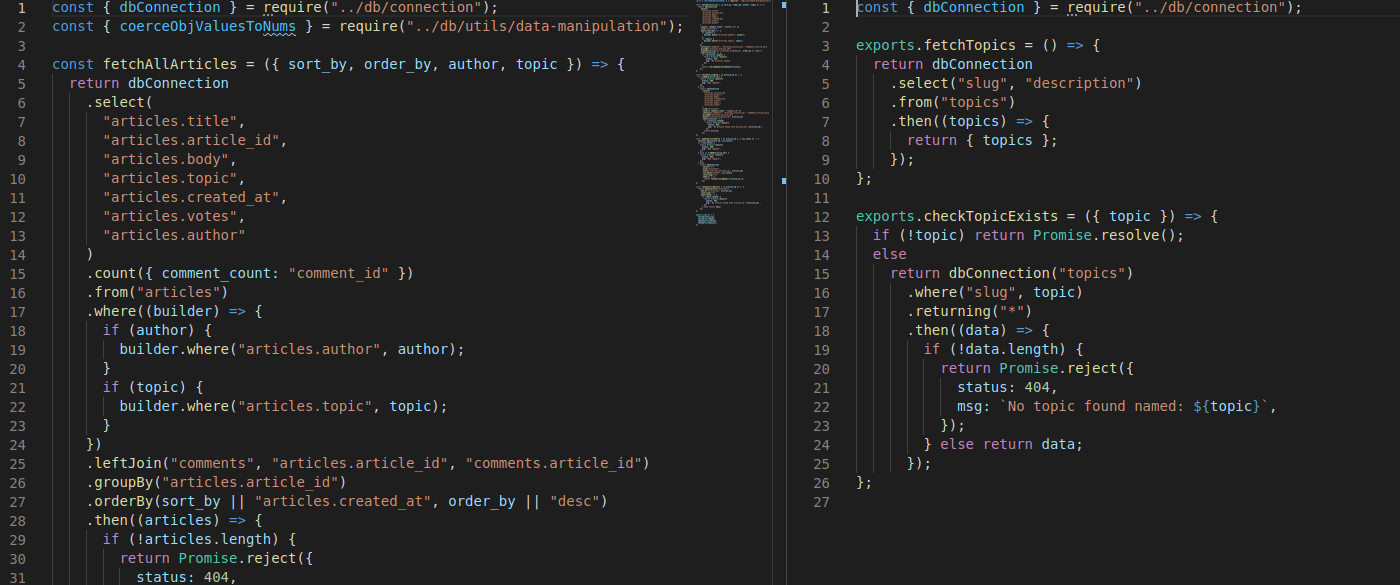 1 const { dbConnection } = require("../db/connection");
2 const { coerceObjValuesToNums } = require("../db/utils/data-manipulation");
3
4 const fetchAllArticles = ({ sort_by, order_by, author, topic }) => {
5   return dbConnection
6     .select(
7       "articles.title",
8       "articles.article_id",
9       "articles.body",
10       "articles.topic",
11       "articles.created_at",
12       "articles.votes",
13       "articles.author"
14     )
15     .count({ comment_count: "comment_id" })
16     .from("articles")
17     .where((builder) => {
18       if (author) {
19         builder.where("articles.author", author);
20       }
21       if (topic) {
22         builder.where("articles.topic", topic);
23       }
24     })
25     .leftJoin("comments", "articles.article_id", "comments.article_id")
26     .groupBy("articles.article_id")
27     .orderBy(sort_by || "articles.created_at", order_by || "desc")
28     .then((articles) => {
29       if (!articles.length) {
30         return Promise.reject({
31           status: 404,
1 const { dbConnection } = require("../db/connection");
2
3 exports.fetchTopics = () => {
4   return dbConnection
5     .select("slug", "description")
6     .from("topics")
7     .then((topics) => {
8       return { topics };
9     });
10 };
11
12 exports.checkTopicExists = ({ topic }) => {
13   if (!topic) return Promise.resolve();
14   else
15     return dbConnection("topics")
16       .where("slug", topic)
17       .returning("*")
18       .then((data) => {
19         if (!data.length) {
20           return Promise.reject({
21             status: 404,
22             msg: `No topic found named: ${topic}`,
23           });
24         } else return data;
25       });
26 };
27